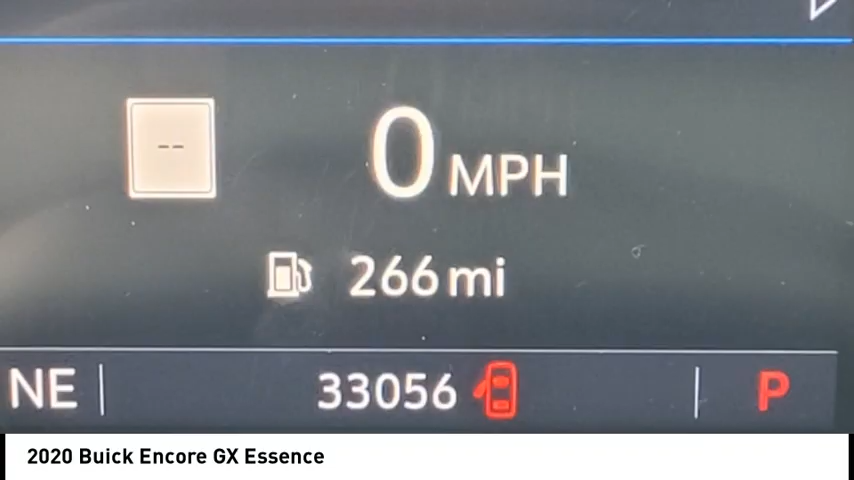 --
0 MPH
266 mi
NE 33056 P
2020 Buick Encore GX Essence